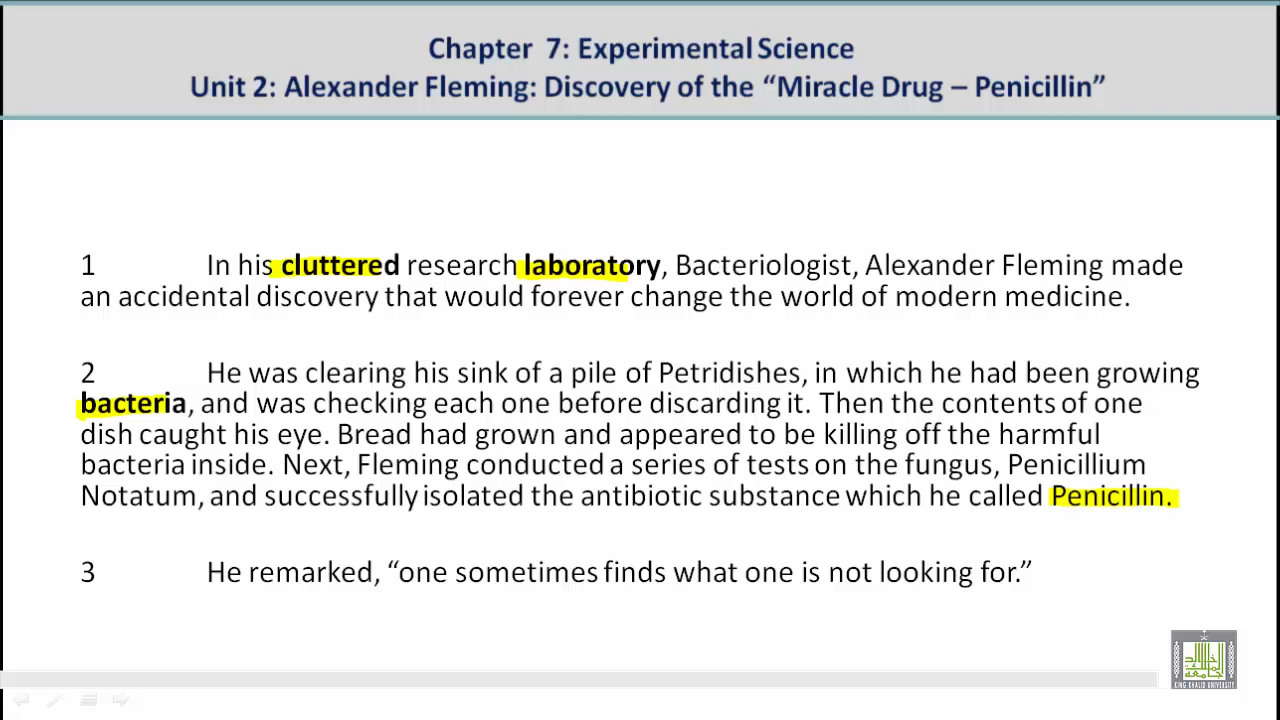 Chapter 7: Experimental Science
Unit 2: Alexander Fleming: Discovery of the “Miracle Drug – Penicillin”
1 In his cluttered research laboratory, Bacteriologist, Alexander Fleming made
an accidental discovery that would forever change the world of modern medicine.
2 He was clearing his sink of a pile of Petridishes, in which he had been growing
bacteria, and was checking each one before discarding it. Then the contents of one
dish caught his eye. Bread had grown and appeared to be killing off the harmful
bacteria inside. Next, Fleming conducted a series of tests on the fungus, Penicillium
Notatum, and successfully isolated the antibiotic substance which he called Penicillin.
3 He remarked, “one sometimes finds what one is not looking for.”
KING KHALID UNIVERSITY